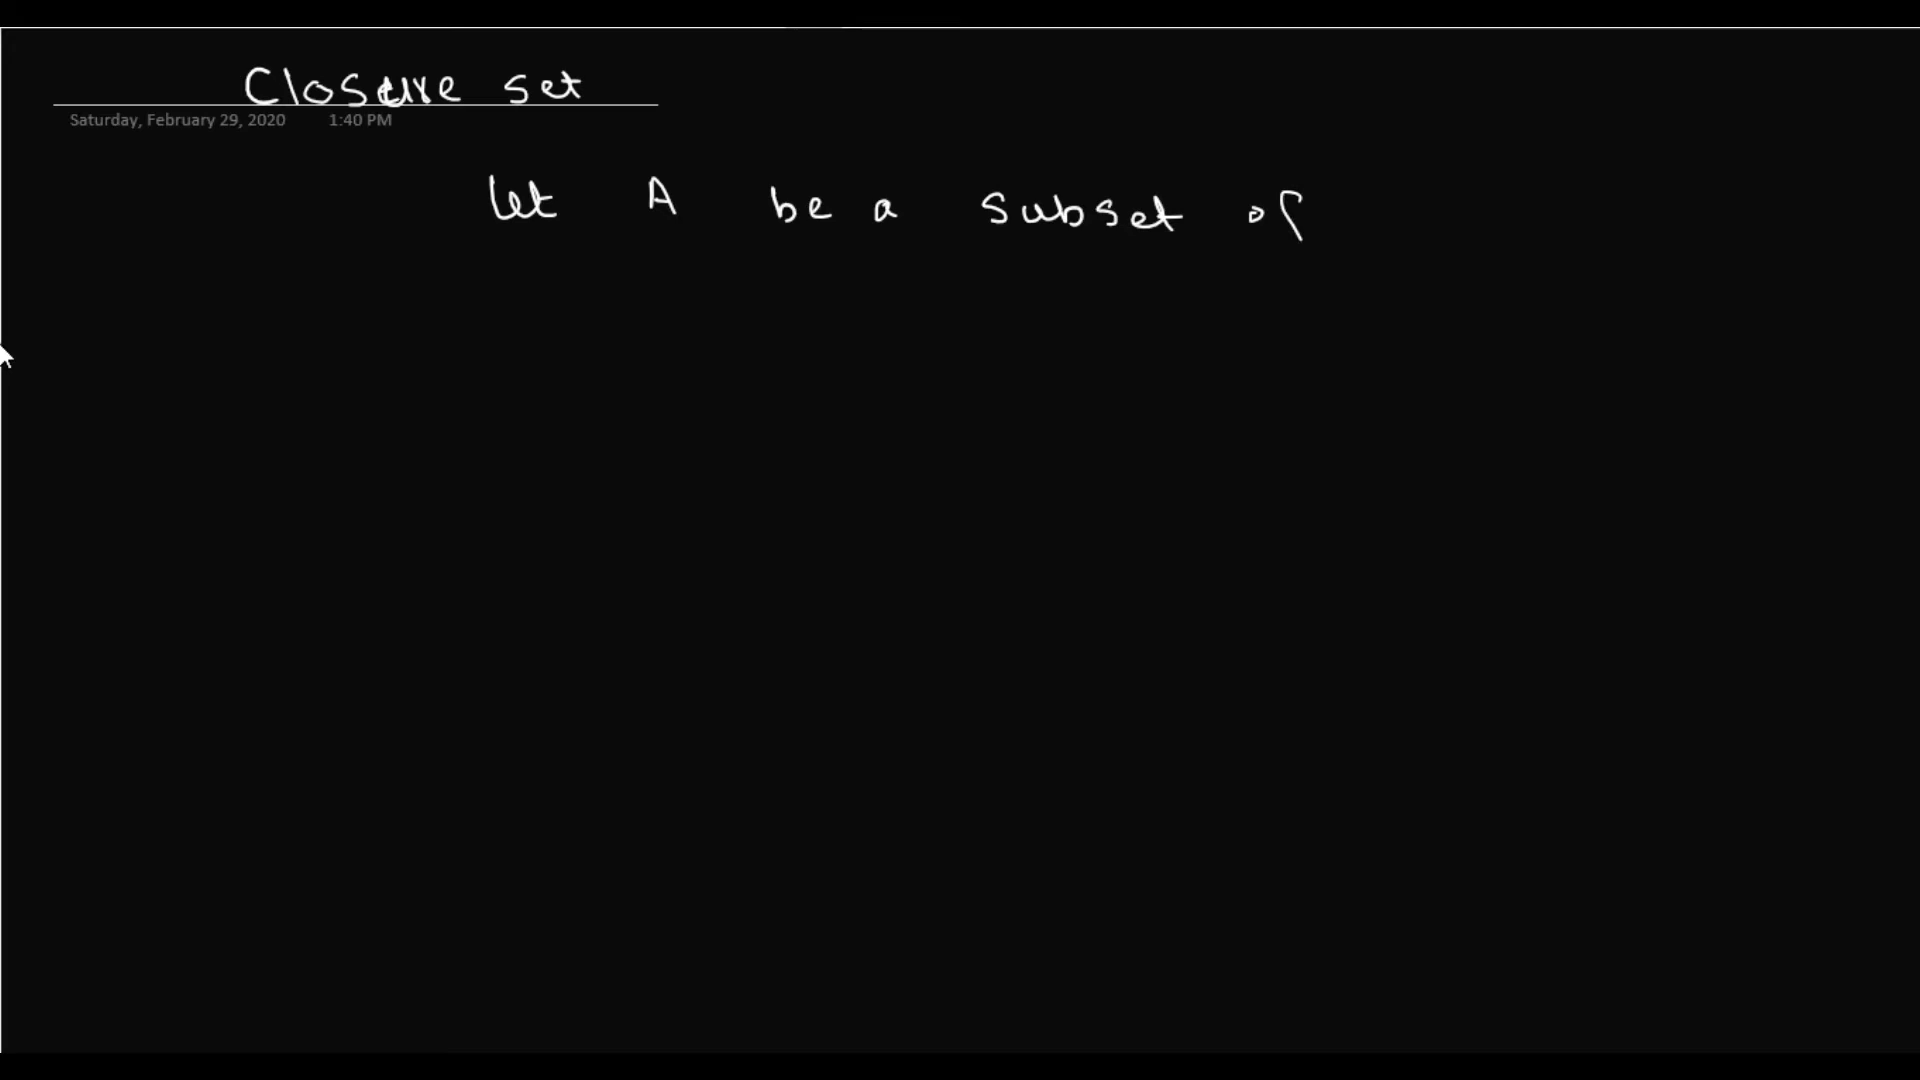 Closure set
Saturday, February 29, 2020 1:40 PM
Let A be a subset of